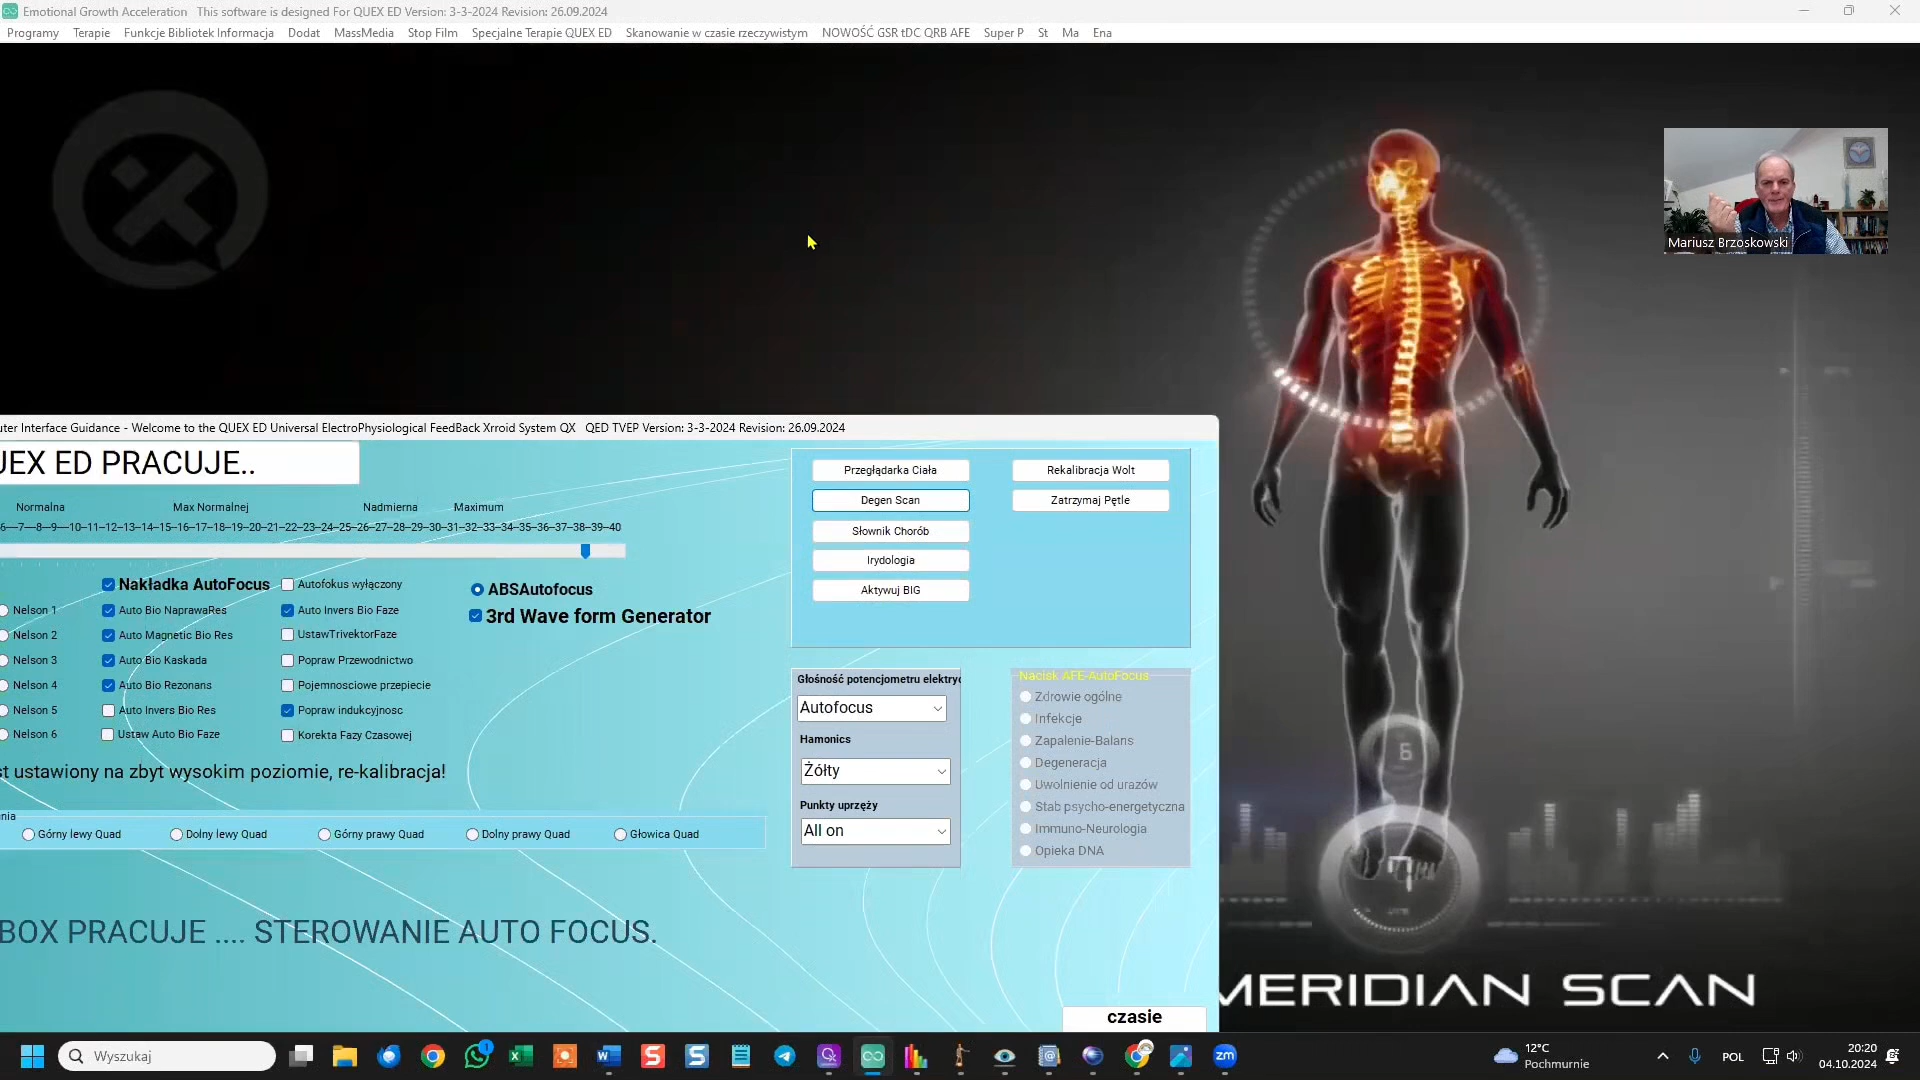 Emotional Growth Acceleration This software is designed For QUEX ED Version: 3-3-2024 Revision: 26.09.2024
Programy Terapie Funkcje Bibliotek Informacja Dodat MassMedia Stop Film Specjalne Terapie QUEX ED Skanowanie w czasie rzeczywistym NOWOŚĆ GSR tDC QRB AFE Super P St Ma Ena
Mariusz Brzoskowski
uter Interface Guidance - Welcome to the QUEX ED Universal ElectroPhysiological FeedBack Xrroid System QX QED TVEP Version: 3-3-2024 Revision: 26.09.2024
UEX ED PRACUJE..
Normalna Max Normalnej Nadmierna Maximum
6—7—8—9—10—11—12—13—14—15—16—17—18—19—20—21—22—23—24—25—26—27—28—29—30—31—32—33—34—35—36—37—38—39—40
Nakładka AutoFocus Autofokus wyłączony
Nelson 1 Auto Bio NaprawaRes Auto Invers Bio Faze
Nelson 2 Auto Magnetic Bio Res UstawTrivektorFaze
Nelson 3 Auto Bio Kaskada Popraw Przewodnictwo
Nelson 4 Auto Bio Rezonans Pojemnosciowe przepiecie
Nelson 5 Auto Invers Bio Res Popraw indukcyjnosc
Nelson 6 Ustaw Auto Bio Faze Korekta Fazy Czasowej
ABSAutofocus
3rd Wave form Generator
st ustawiony na zbyt wysokim poziomie, re-kalibracja!
nia
Górny lewy Quad Dolny lewy Quad Górny prawy Quad Dolny prawy Quad Głowica Quad
BOX PRACUJE .... STEROWANIE AUTO FOCUS.
Przegłądarka Ciała Rekalibracja Wolt
Degen Scan Zatrzymaj Pętle
Słownik Chorób
Irydologia
Aktywuj BIG
Głośność potencjometru elektryc
Autofocus
Hamonics
Żółty
Punkty uprzęży
All on
Nacisk AFE-AutoFocus
Zdrowie ogólne
Infekcje
Zapalenie-Balans
Degeneracja
Uwolnienie od urazów
Stab psycho-energetyczna
Immuno-Neurologia
Opieka DNA
czasie
MERIDIAN SCAN
Wyszukaj
1
zm
12°C
Pochmurnie
POL
20:20
04.10.2024